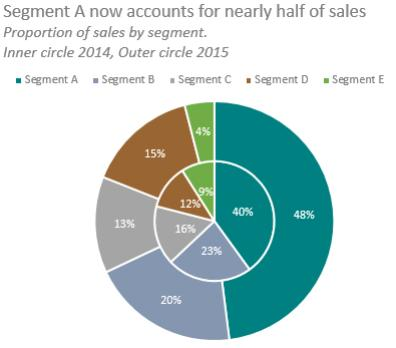 Segment A now accounts for nearly half of sales
Proportion of sales by segment.
Inner circle 2014, Outer circle 2015
Segment A Segment B Segment C Segment D Segment E
4%
15%
9%
12%
40%
48%
13%
16%
23%
20%